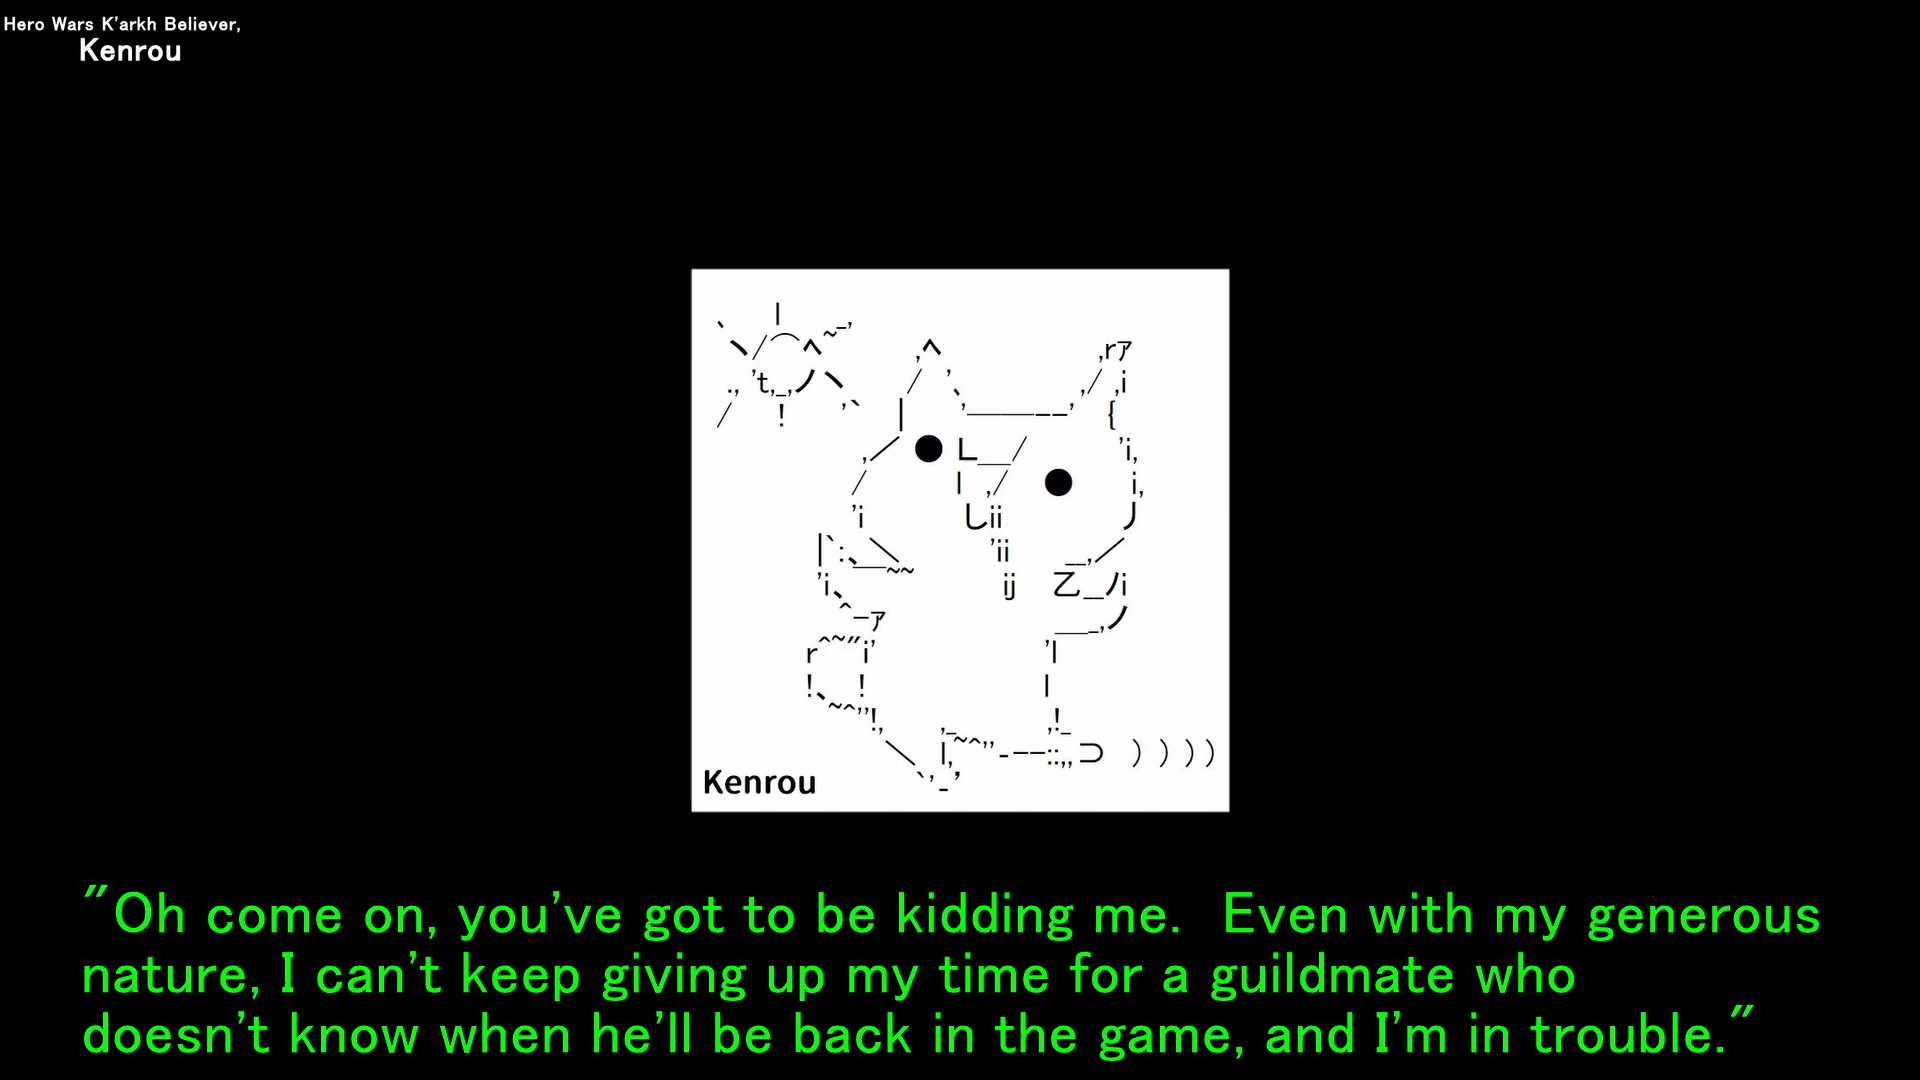 Hero Wars K'arkh Believer,
Kenrou
Kenrou
"Oh come on, you've got to be kidding me.  Even with my generous
nature, I can't keep giving up my time for a guildmate who
doesn't know when he'll be back in the game, and I'm in trouble."